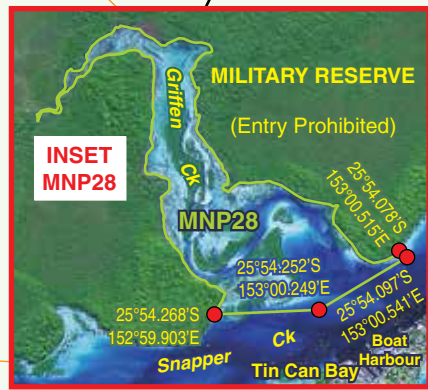 MILITARY RESERVE
(Entry Prohibited)
Griffen
Ck
INSET
MNP28
MNP28
25°54.078'S
153°00.515'E
25°54.252'S
153°00.249'E
25°54.268'S
152°59.903'E
25°54.097'S
153°00.541'E
Snapper
Ck
Tin Can Bay
Boat
Harbour